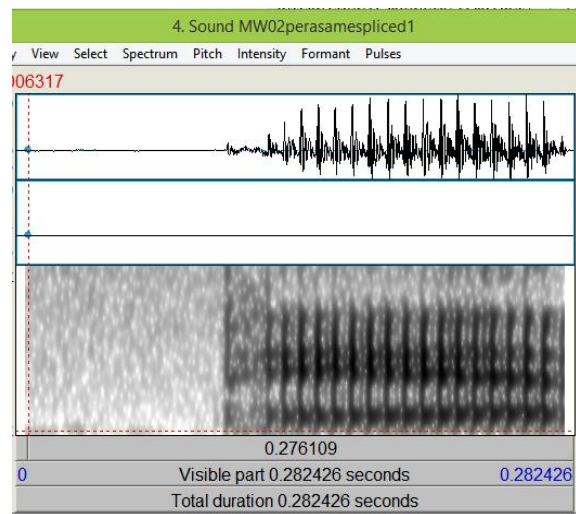 4. Sound MW02perasamespliced1
View Select Spectrum Pitch Intensity Formant Pulses
006317
0.276109
0 Visible part 0.282426 seconds 0.282426
Total duration 0.282426 seconds